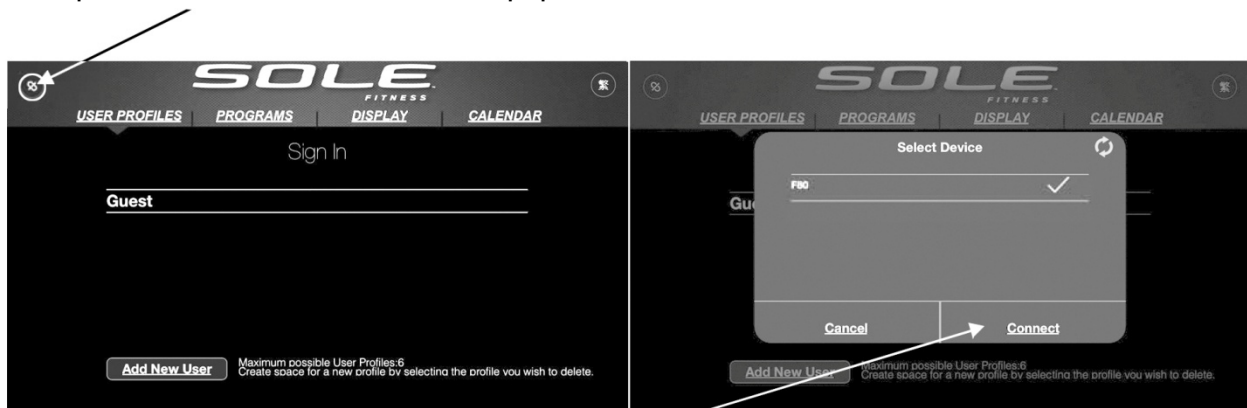 SOLE
FITNESS
USER PROFILES PROGRAMS DISPLAY CALENDAR
Sign In
Guest
Add New User
Maximum possible User Profiles:6
Create space for a new profile by selecting the profile you wish to delete.
SOLE
FITNESS
USER PROFILES PROGRAMS DISPLAY CALENDAR
Select Device
F80
Gu
Cancel Connect
Add New User
Maximum possible User Profiles:6
Create space for a new profile by selecting the profile you wish to delete.